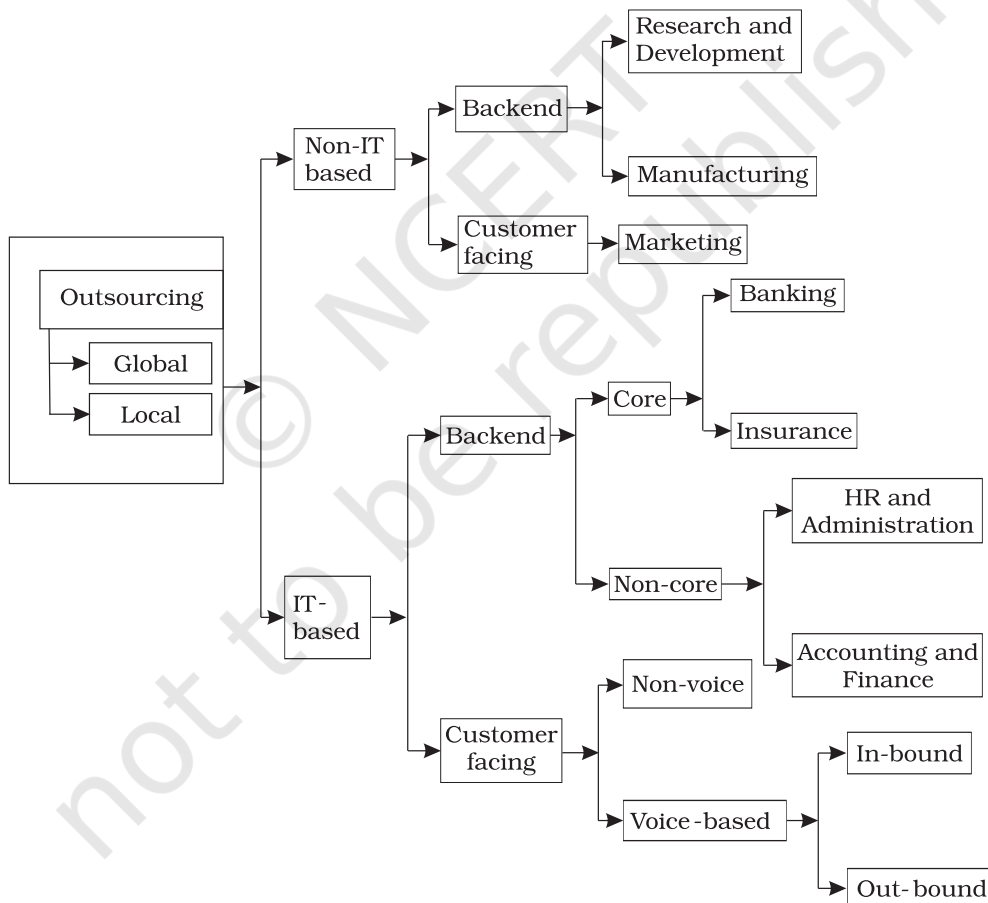 Research and
Development
Backend
Non-IT
based
Manufacturing
Customer
facing
Marketing
Outsourcing
Global
Local
Banking
Core
Backend
Insurance
HR and
Administration
Non-core
IT-
based
Accounting and
Finance
Non-voice
Customer
facing
In-bound
Voice-based
Out-bound
© NCERT
not to be republish